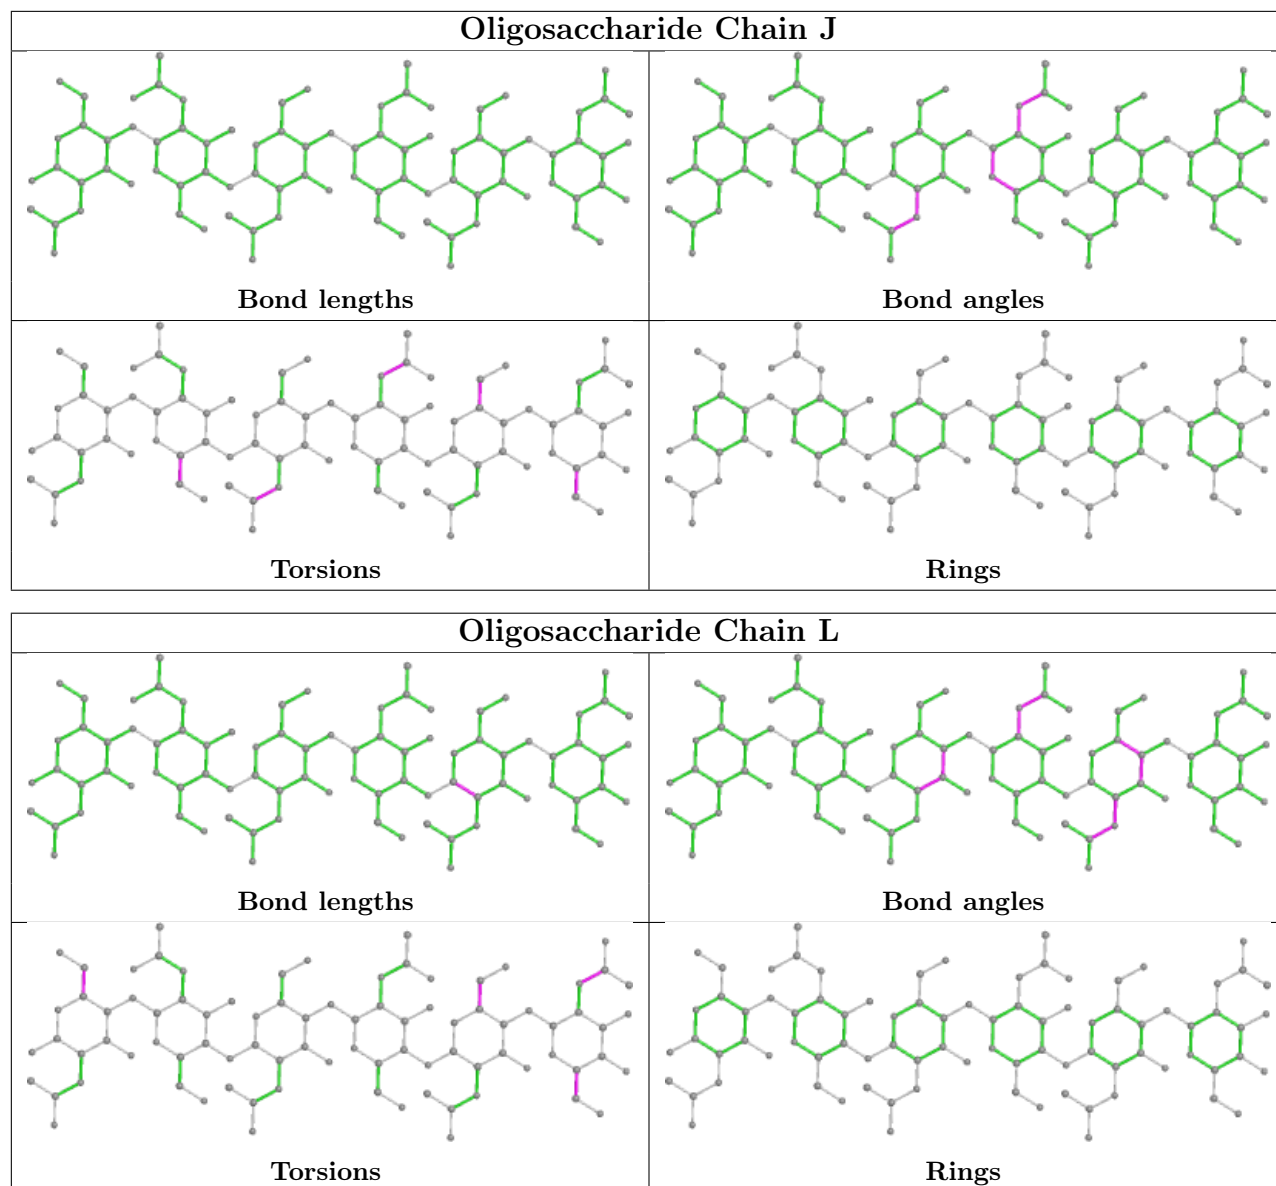 Oligosaccharide Chain J
Bond lengths
Bond angles
Torsions
Rings
Oligosaccharide Chain L
Bond lengths
Bond angles
Torsions
Rings